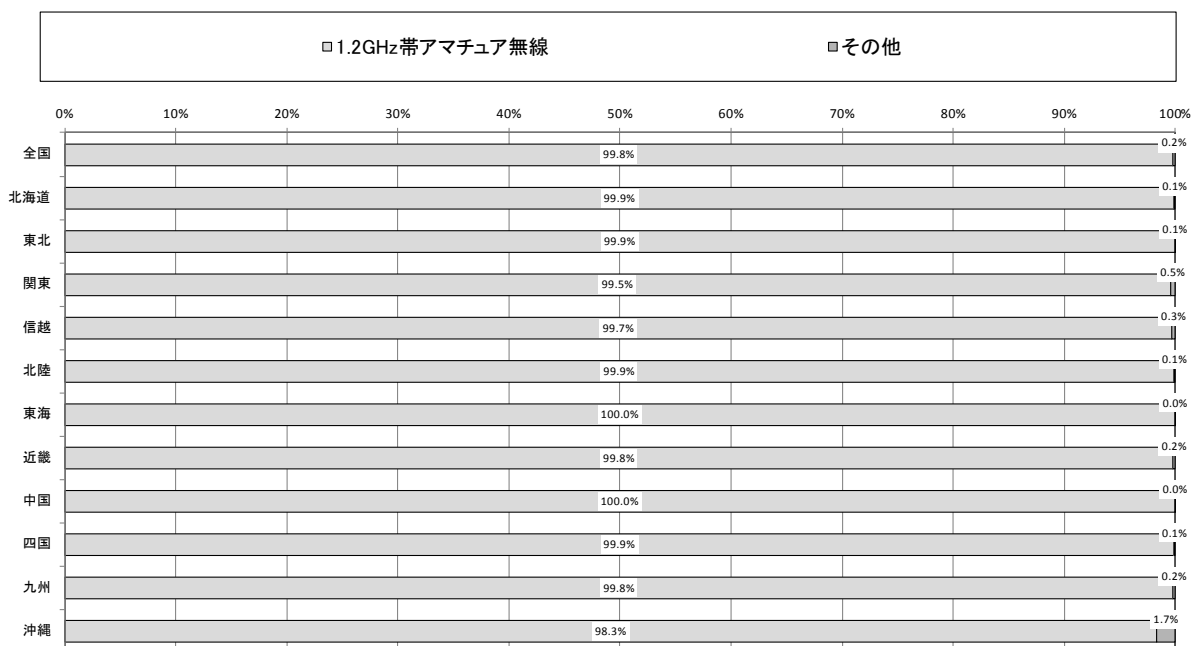 □1.2GHz帯アマチュア無線 ■その他
0% 10% 20% 30% 40% 50% 60% 70% 80% 90% 100%
全国 99.8% 0.2%
北海道 99.9% 0.1%
東北 99.9% 0.1%
関東 99.5% 0.5%
信越 99.7% 0.3%
北陸 99.9% 0.1%
東海 100.0% 0.0%
近畿 99.8% 0.2%
中国 100.0% 0.0%
四国 99.9% 0.1%
九州 99.8% 0.2%
沖縄 98.3% 1.7%